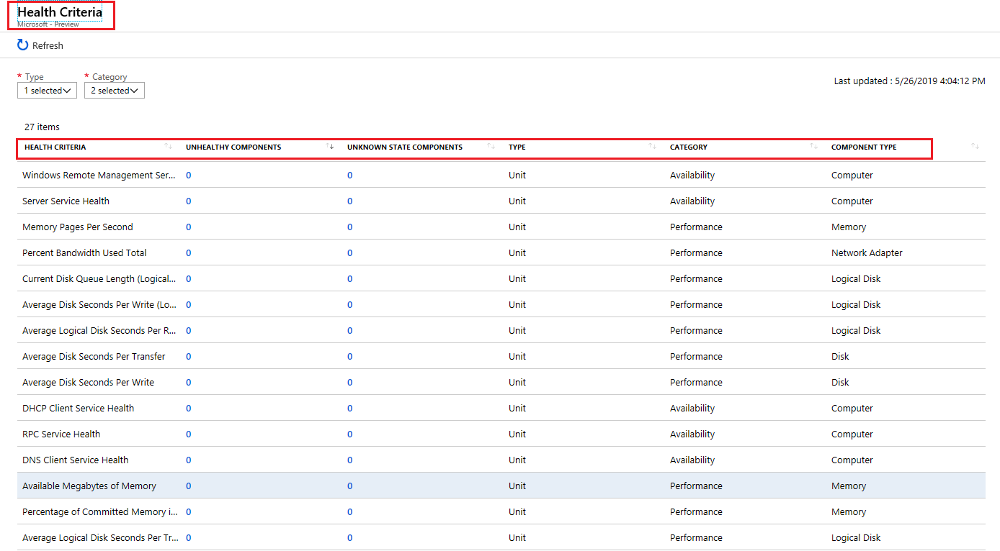 Health Criteria
Microsoft - Preview
Refresh
* Type * Category
1 selected 2 selected
Last updated : 5/26/2019 4:04:12 PM
27 items
HEALTH CRITERIA UNHEALTHY COMPONENTS UNKNOWN STATE COMPONENTS TYPE CATEGORY COMPONENT TYPE
Windows Remote Management Ser... 0 0 Unit Availability Computer
Server Service Health 0 0 Unit Availability Computer
Memory Pages Per Second 0 0 Unit Performance Memory
Percent Bandwidth Used Total 0 0 Unit Performance Network Adapter
Current Disk Queue Length (Logical... 0 0 Unit Performance Logical Disk
Average Disk Seconds Per Write (Lo... 0 0 Unit Performance Logical Disk
Average Logical Disk Seconds Per R... 0 0 Unit Performance Logical Disk
Average Disk Seconds Per Transfer 0 0 Unit Performance Disk
Average Disk Seconds Per Write 0 0 Unit Performance Disk
DHCP Client Service Health 0 0 Unit Availability Computer
RPC Service Health 0 0 Unit Availability Computer
DNS Client Service Health 0 0 Unit Availability Computer
Available Megabytes of Memory 0 0 Unit Performance Memory
Percentage of Committed Memory i... 0 0 Unit Performance Memory
Average Logical Disk Seconds Per Tr... 0 0 Unit Performance Logical Disk